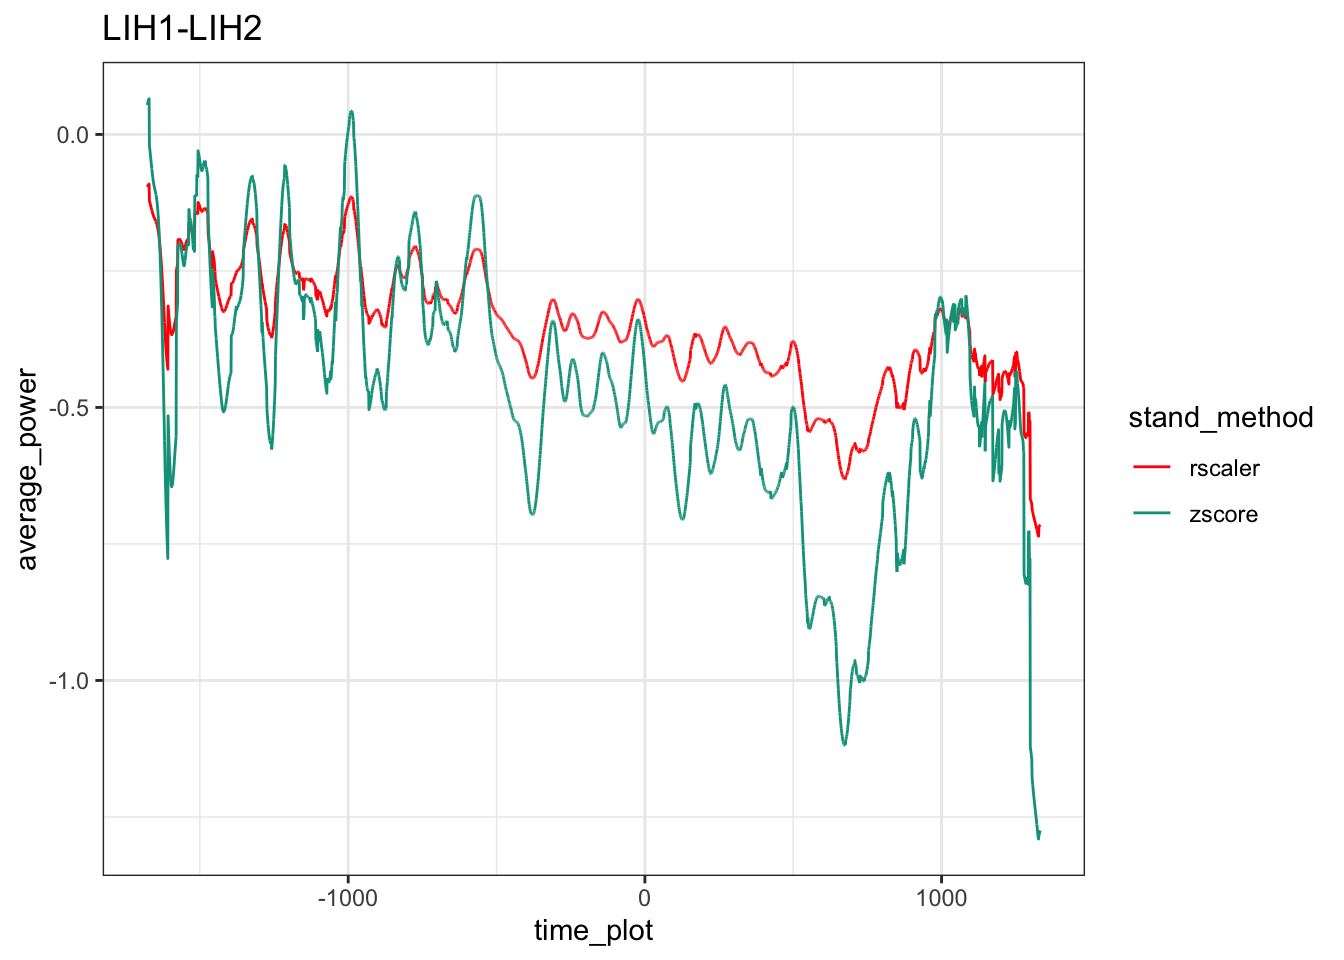 LIH1-LIH2
0.0
-0.5
-1.0
average_power
-1000
0
1000
time_plot
stand_method
rscaler
zscore